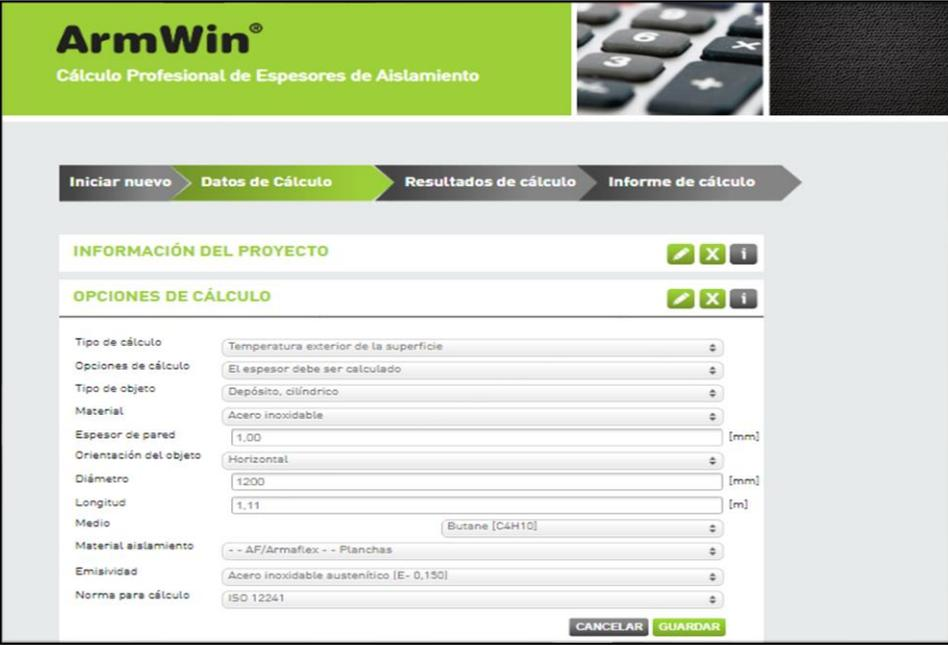 ArmWin®
Cálculo Profesional de Espesores de Aislamiento
Iniciar nuevo Datos de Cálculo Resultados de cálculo Informe de cálculo
INFORMACIÓN DEL PROYECTO
OPCIONES DE CÁLCULO
Tipo de cálculo Temperatura exterior de la superficie
Opciones de cálculo El espesor debe ser calculado
Tipo de objeto Depósito, cilíndrico
Material Acero inoxidable
Espesor de pared 1,00 [mm]
Orientación del objeto Horizontal
Diámetro 1200 [mm]
Longitud 1,11 [m]
Medio Butane [C4H10]
Material aislamiento - - AF/Armaflex - - Planchas
Emisividad Acero inoxidable austenítico [E- 0,150]
Norma para cálculo ISO 12241
CANCELAR GUARDAR